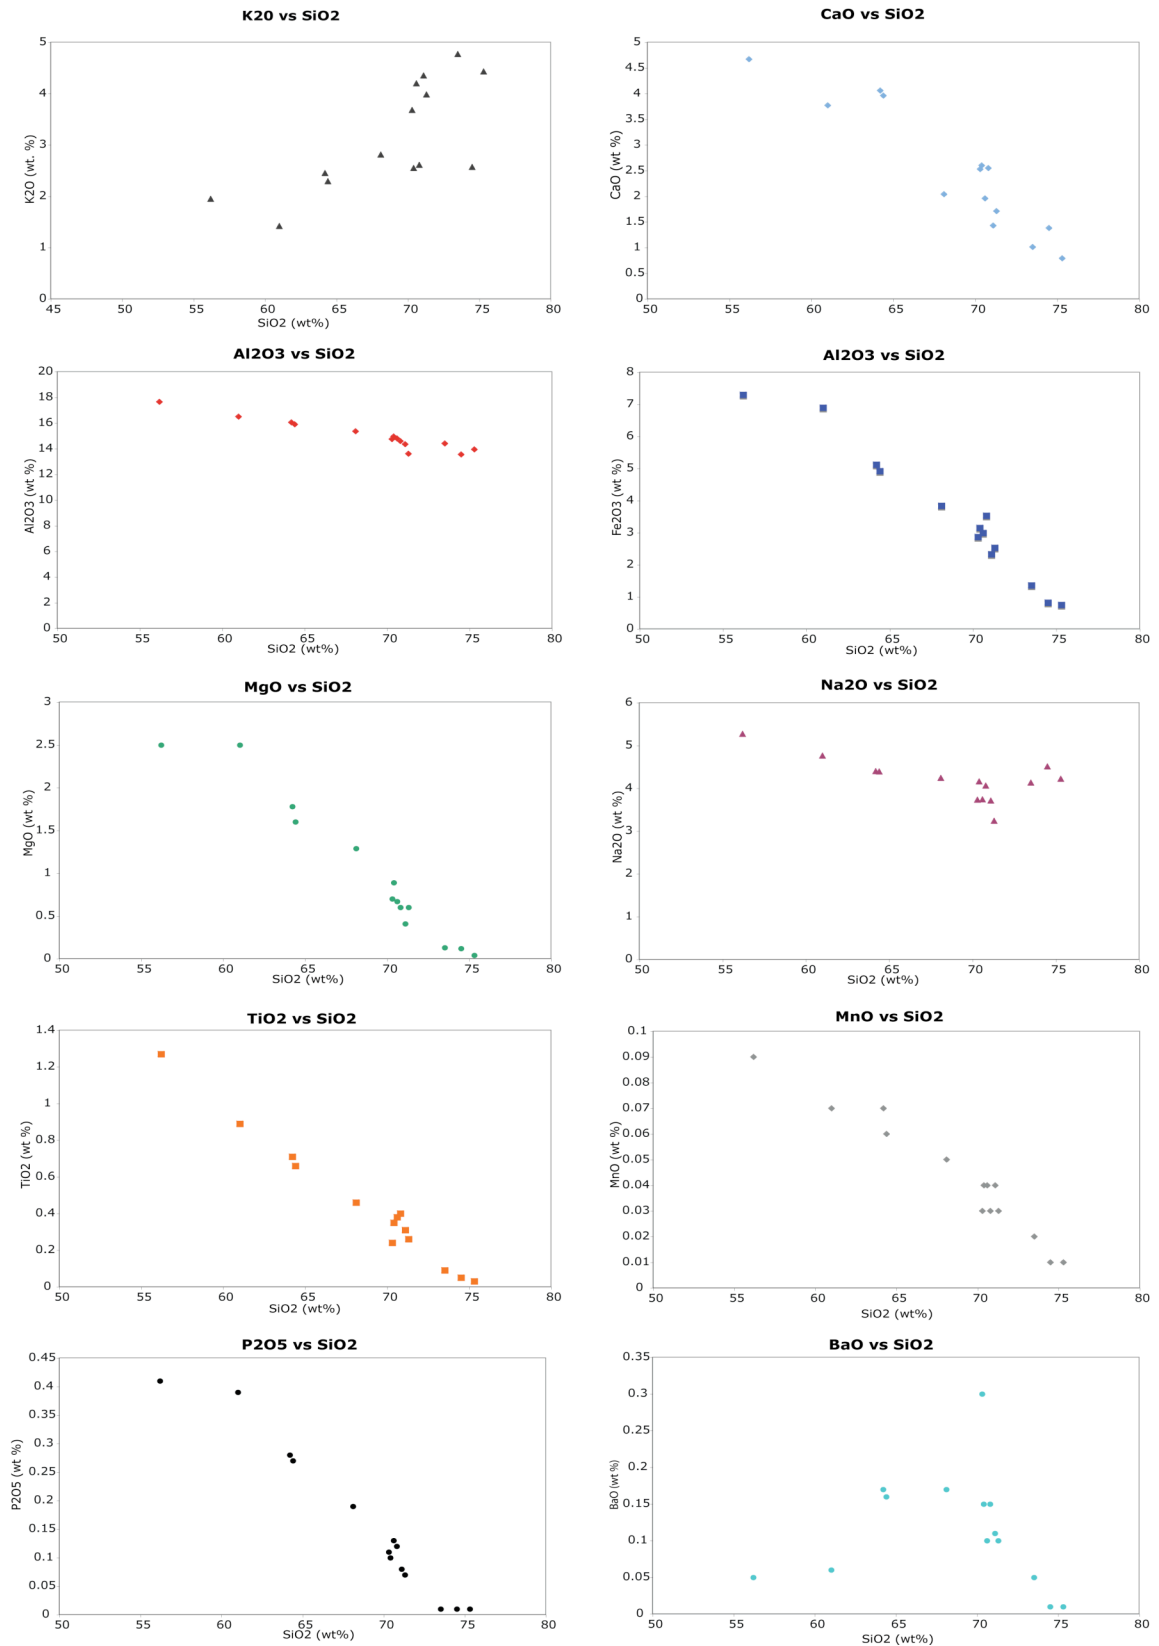 K20 vs SiO2
5
4
3
2
1
0
K2O (wt. %)
45 50 55 60 65 70 75 80
SiO2 (wt%)
CaO vs SiO2
5
4.5
4
3.5
3
2.5
2
1.5
1
0.5
0
CaO (wt %)
50 55 60 65 70 75 80
SiO2 (wt%)
Al2O3 vs SiO2
20
18
16
14
12
10
8
6
4
2
0
Al2O3 (wt %)
50 55 60 65 70 75 80
SiO2 (wt%)
Al2O3 vs SiO2
8
7
6
5
4
3
2
1
0
Fe2O3 (wt %)
50 55 60 65 70 75 80
SiO2 (wt%)
MgO vs SiO2
3
2.5
2
1.5
1
0.5
0
MgO (wt %)
50 55 60 65 70 75 80
SiO2 (wt%)
Na2O vs SiO2
6
5
4
3
2
1
0
Na2O (wt %)
50 55 60 65 70 75 80
SiO2 (wt%)
TiO2 vs SiO2
1.4
1.2
1
0.8
0.6
0.4
0.2
0
TiO2 (wt %)
50 55 60 65 70 75 80
SiO2 (wt%)
MnO vs SiO2
0.1
0.09
0.08
0.07
0.06
0.05
0.04
0.03
0.02
0.01
0
MnO (wt %)
50 55 60 65 70 75 80
SiO2 (wt%)
P2O5 vs SiO2
0.45
0.4
0.35
0.3
0.25
0.2
0.15
0.1
0.05
0
P2O5 (wt %)
50 55 60 65 70 75 80
SiO2 (wt%)
BaO vs SiO2
0.35
0.3
0.25
0.2
0.15
0.1
0.05
0
BaO (wt %)
50 55 60 65 70 75 80
SiO2 (wt%)